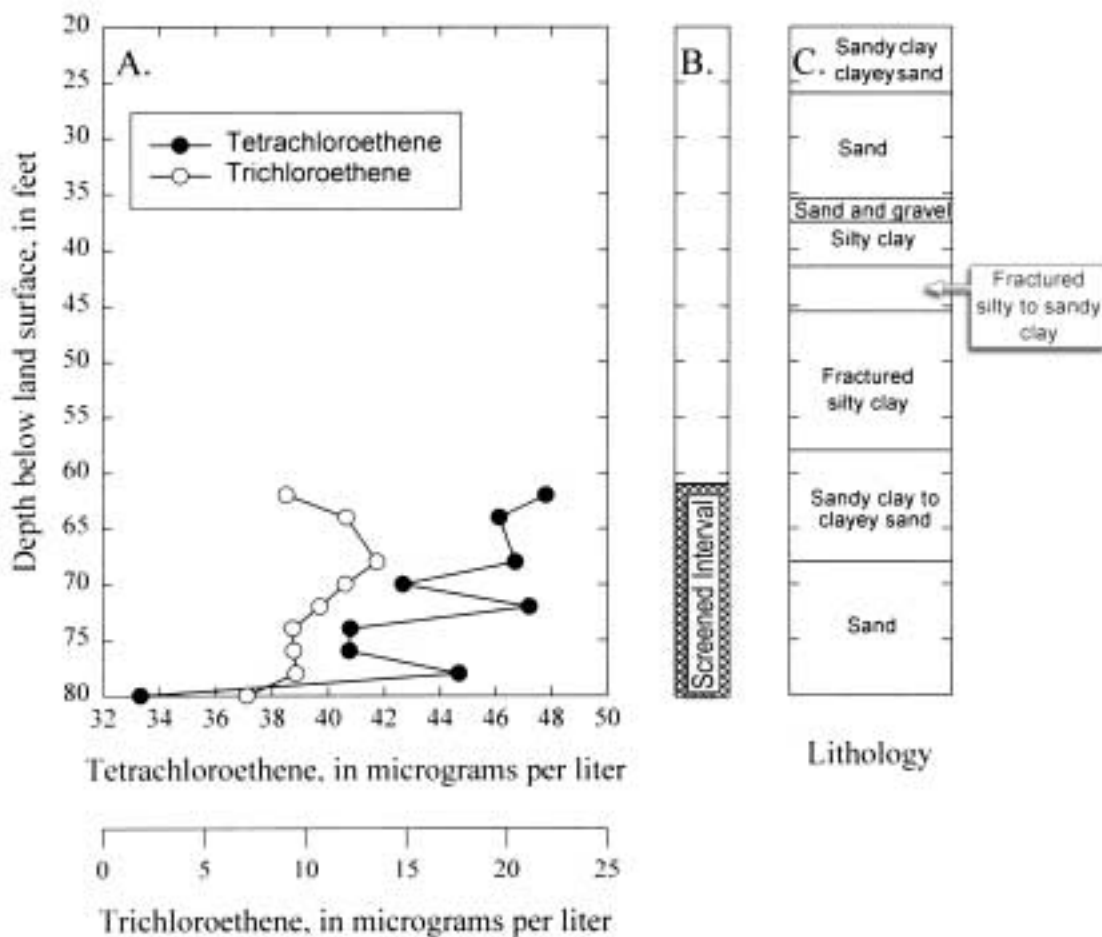 A.
Tetrachloroethene
Trichloroethene
Depth below land surface, in feet
20
25
30
35
40
45
50
55
60
65
70
75
80
32
34
36
38
40
42
44
46
48
50
Tetrachloroethene, in micrograms per liter
0
5
10
15
20
25
Trichloroethene, in micrograms per liter
B.
Screened Interval
C.
Sandy clay
clayey sand
Sand
Sand and gravel
Silty clay
Fractured
silty to sandy
clay
Fractured
silty clay
Sandy clay to
clayey sand
Sand
Lithology